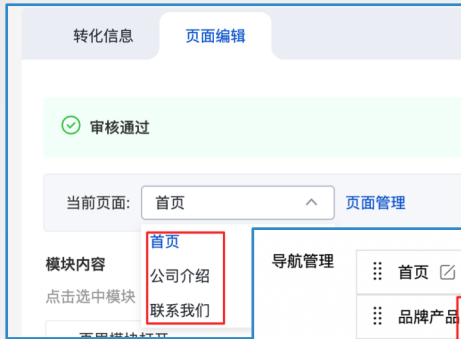 转化信息 页面编辑
审核通过
当前页面: 首页 页面管理
首页
公司介绍
联系我们
模块内容
点击选中模块
导航管理 首页
品牌产品